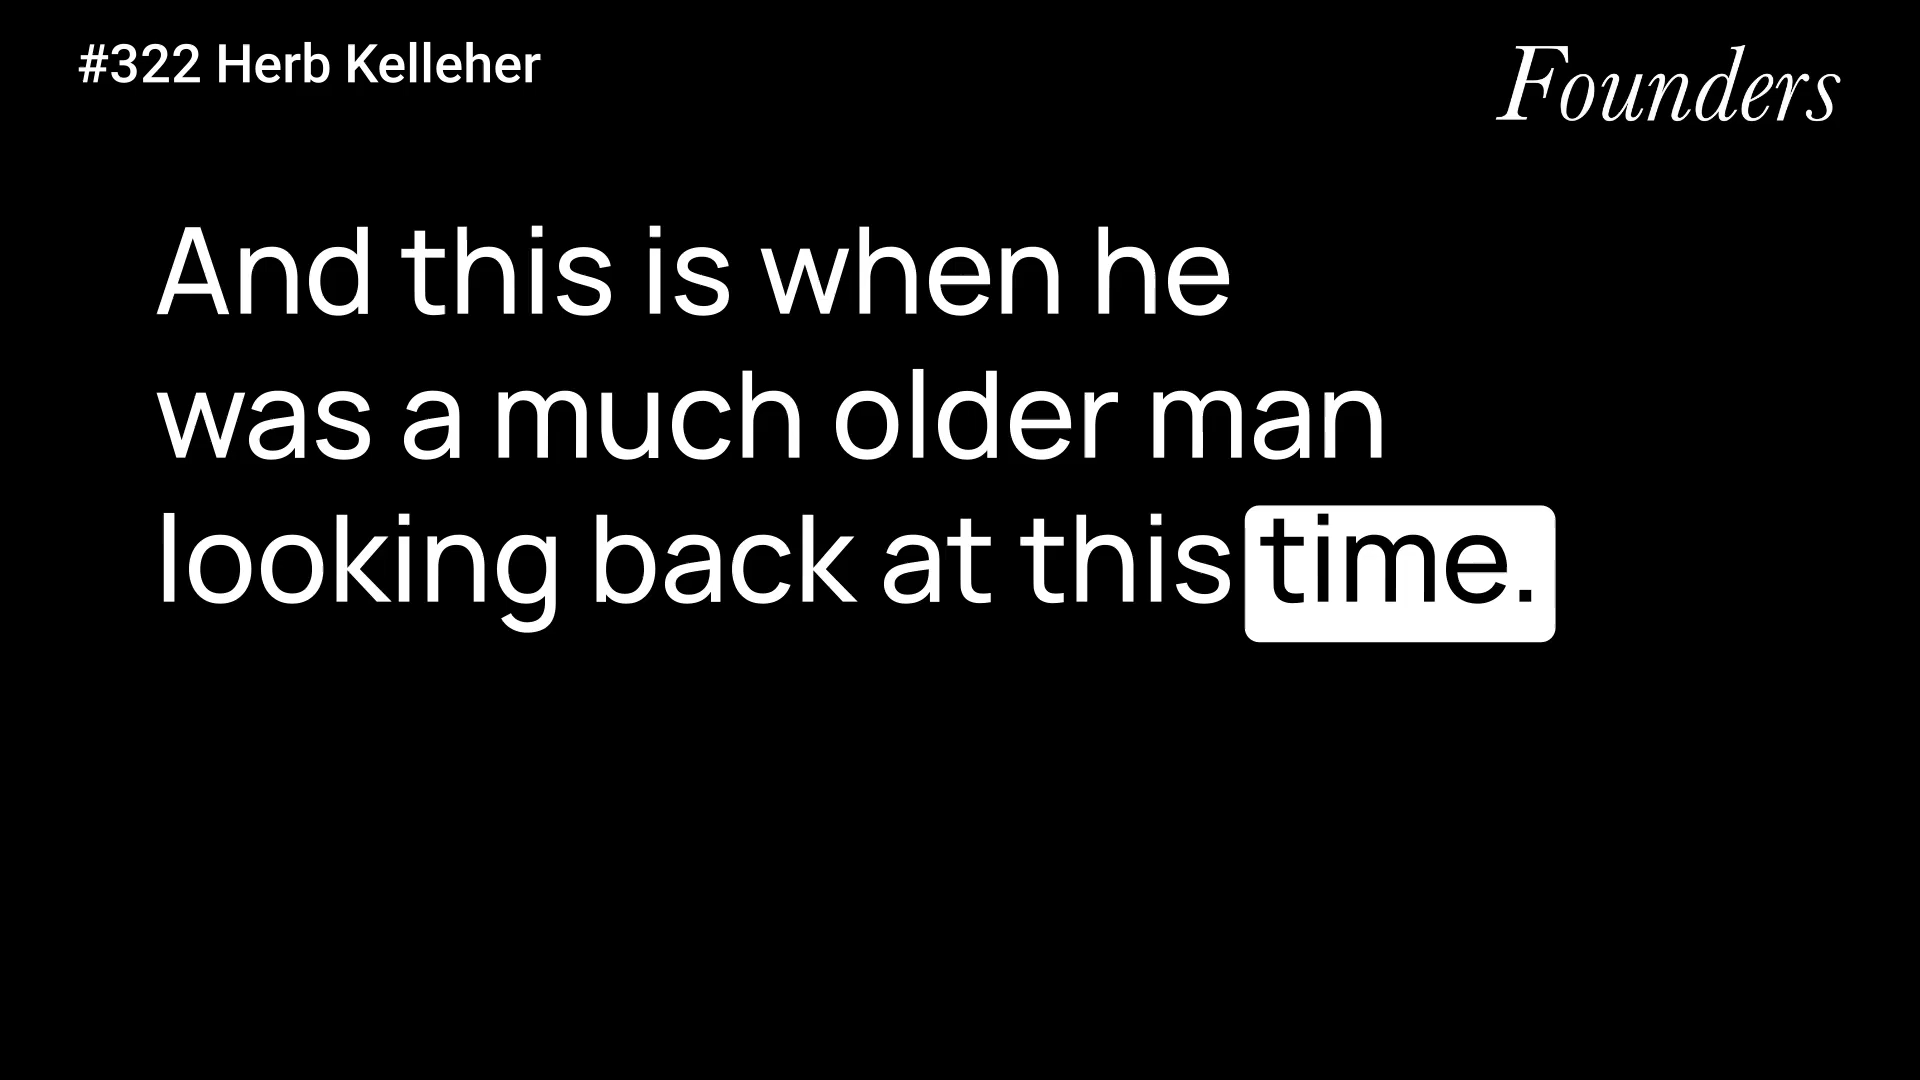 #322 Herb Kelleher
Founders
And this is when he
was a much older man
looking back at this time.